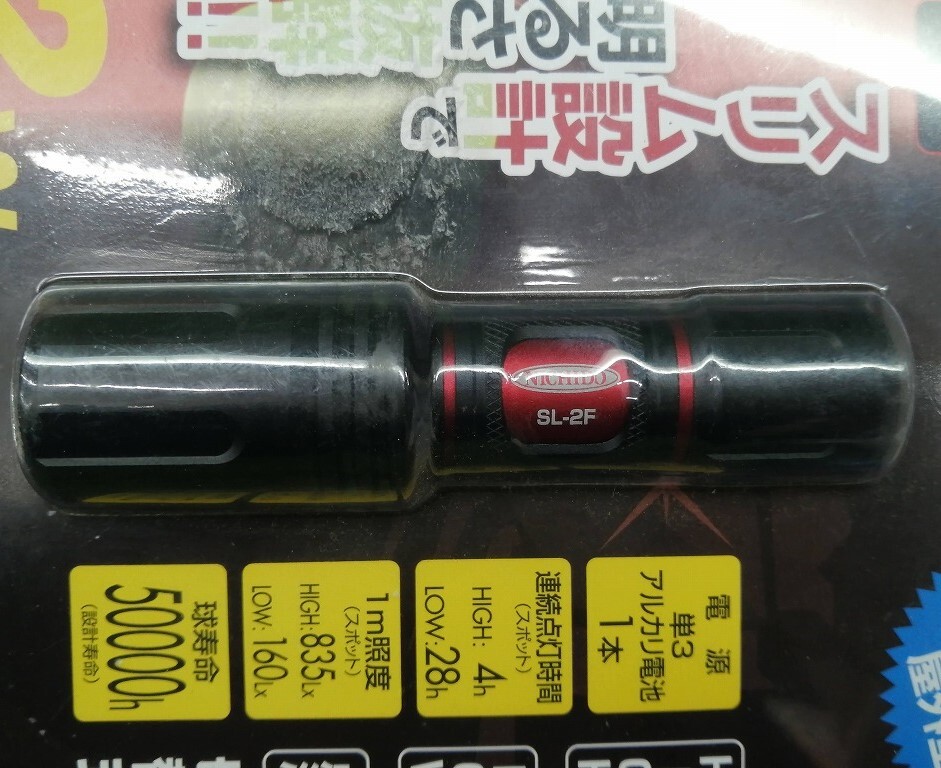 スリム設計で
明るさ
!!
2
NICHIDO
SL-2F
電 源
単3
アルカリ電池
1本
連続点灯時間
(スポット)
HIGH: 4h
LOW: 28h
1m照度
(スポット)
HIGH: 835Lx
LOW: 160Lx
球寿命
50000h
(設計寿命)